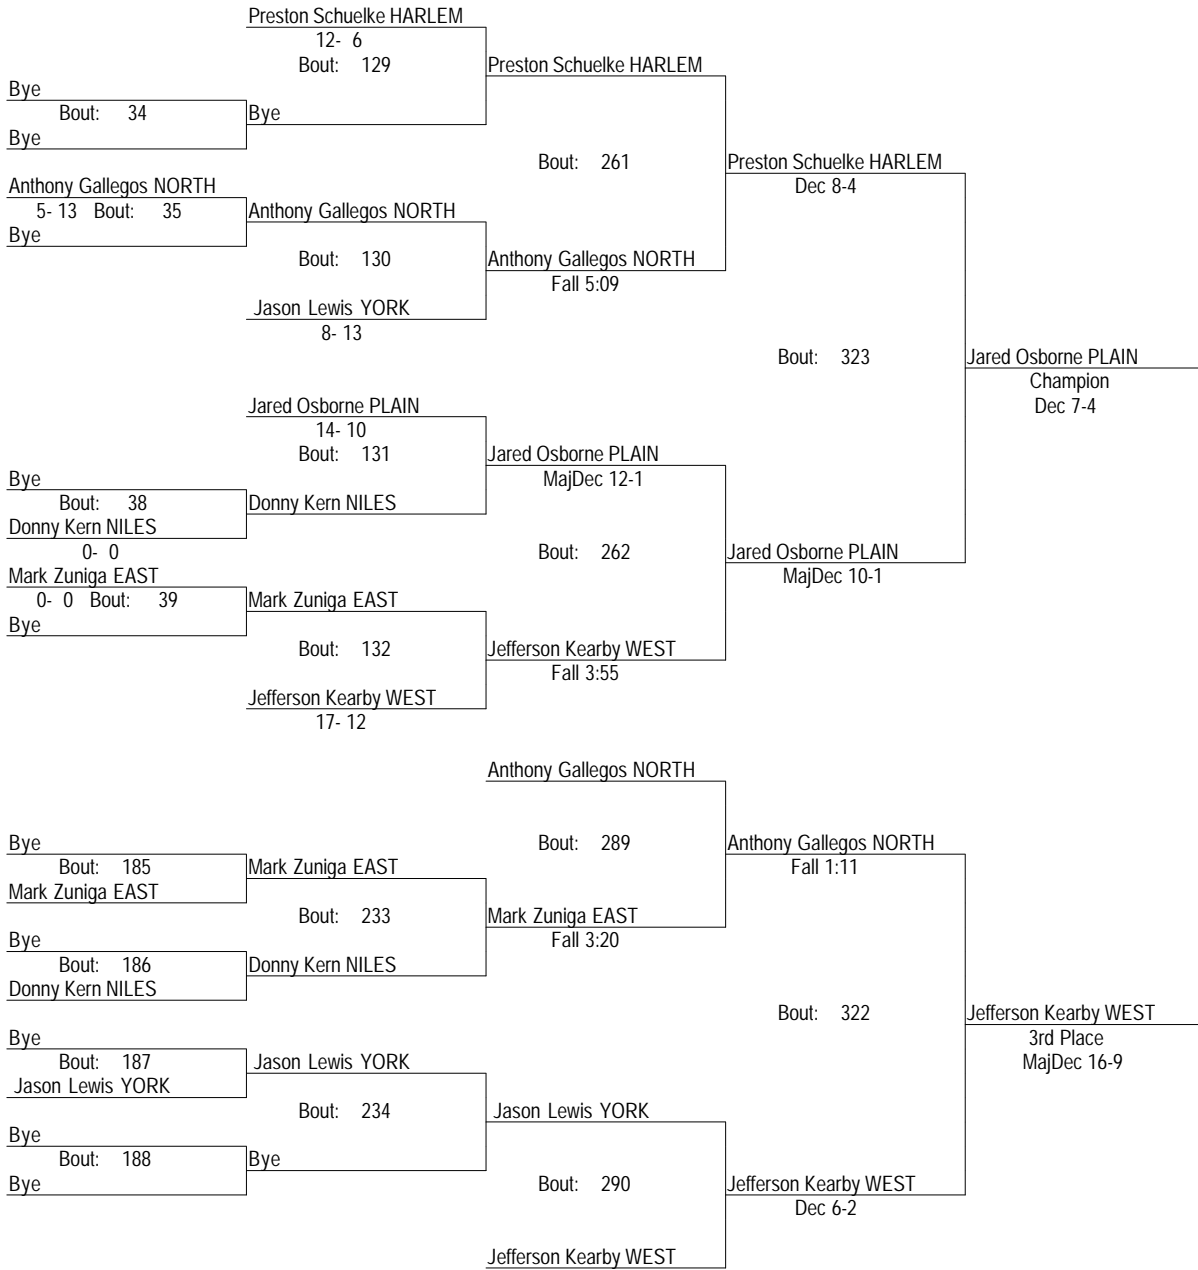 Preston Schuelke HARLEM
12- 6
Bout: 129
Preston Schuelke HARLEM
Bye
Bout: 34
Bye
Bye
Bout: 261
Preston Schuelke HARLEM
Dec 8-4
Anthony Gallegos NORTH
5- 13 Bout: 35
Anthony Gallegos NORTH
Bye
Bout: 130
Anthony Gallegos NORTH
Fall 5:09
Jason Lewis YORK
8- 13
Bout: 323
Jared Osborne PLAIN
Champion
Dec 7-4
Jared Osborne PLAIN
14- 10
Bout: 131
Jared Osborne PLAIN
MajDec 12-1
Bye
Bout: 38
Donny Kern NILES
Donny Kern NILES
0- 0
Bout: 262
Jared Osborne PLAIN
MajDec 10-1
Mark Zuniga EAST
0- 0 Bout: 39
Mark Zuniga EAST
Bye
Bout: 132
Jefferson Kearby WEST
Fall 3:55
Jefferson Kearby WEST
17- 12
Anthony Gallegos NORTH
Bout: 289
Anthony Gallegos NORTH
Fall 1:11
Bye
Bout: 185
Mark Zuniga EAST
Mark Zuniga EAST
Bout: 233
Mark Zuniga EAST
Fall 3:20
Bye
Bout: 186
Donny Kern NILES
Donny Kern NILES
Bout: 322
Jefferson Kearby WEST
3rd Place
MajDec 16-9
Bye
Bout: 187
Jason Lewis YORK
Jason Lewis YORK
Bout: 234
Jason Lewis YORK
Bye
Bout: 188
Bye
Bye
Bout: 290
Jefferson Kearby WEST
Dec 6-2
Jefferson Kearby WEST